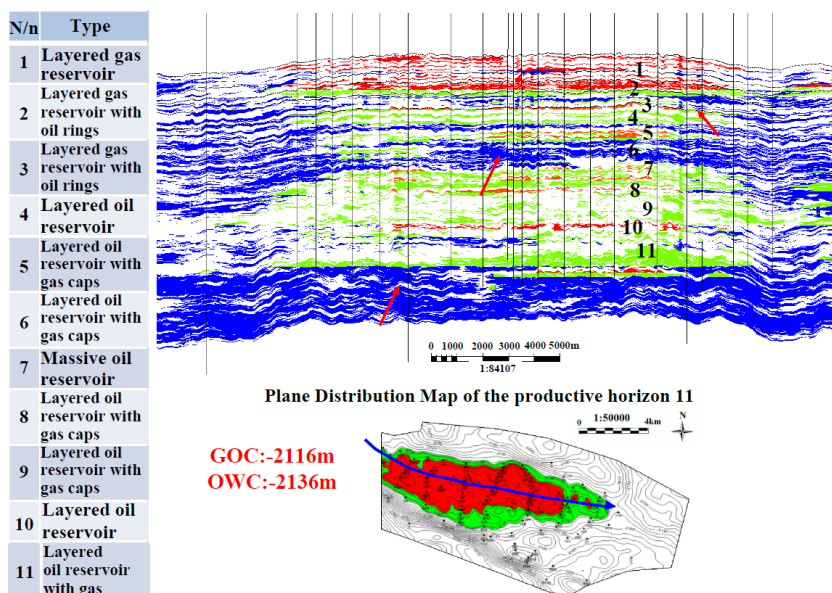 N/n Type
1 Layered gas
reservoir
2 Layered gas
reservoir with
oil rings
3 Layered gas
reservoir with
oil rings
4 Layered oil
reservoir
5 Layered oil
reservoir with
gas caps
6 Layered oil
reservoir with
gas caps
7 Massive oil
reservoir
8 Layered oil
reservoir with
gas caps
9 Layered oil
reservoir with
gas caps
10 Layered oil
reservoir
11 Layered
oil reservoir
with gas
1
2
3
4
5
6
7
8
9
10
11
0 1000 2000 3000 4000 5000m
1:84107
Plane Distribution Map of the productive horizon 11
1:50000
0 4km
N
GOC:-2116m
OWC:-2136m